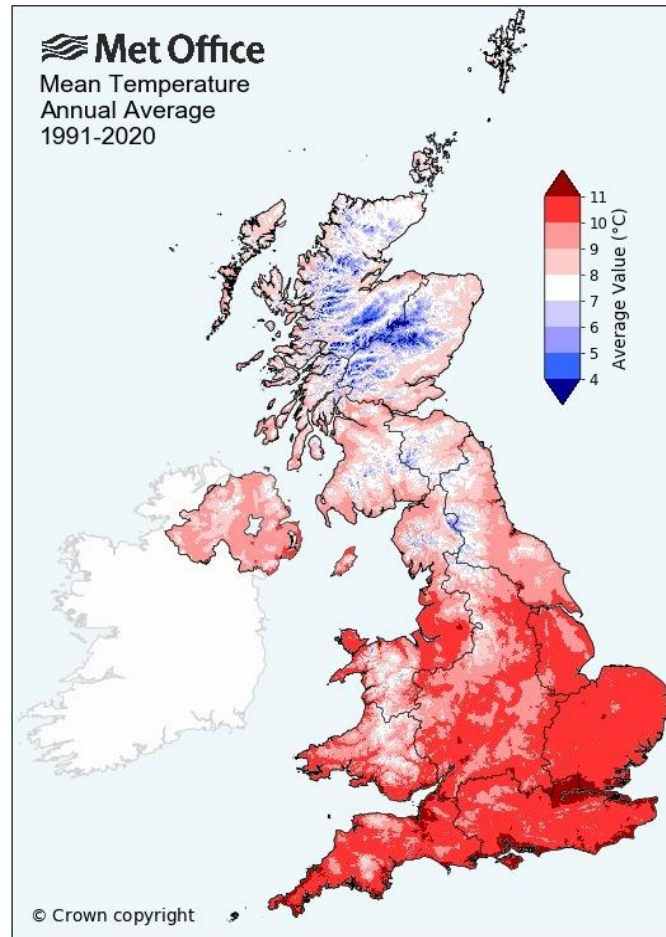 Met Office
Mean Temperature
Annual Average
1991-2020
11
10
9
8
7
6
5
4
Average Value (°C)
© Crown copyright